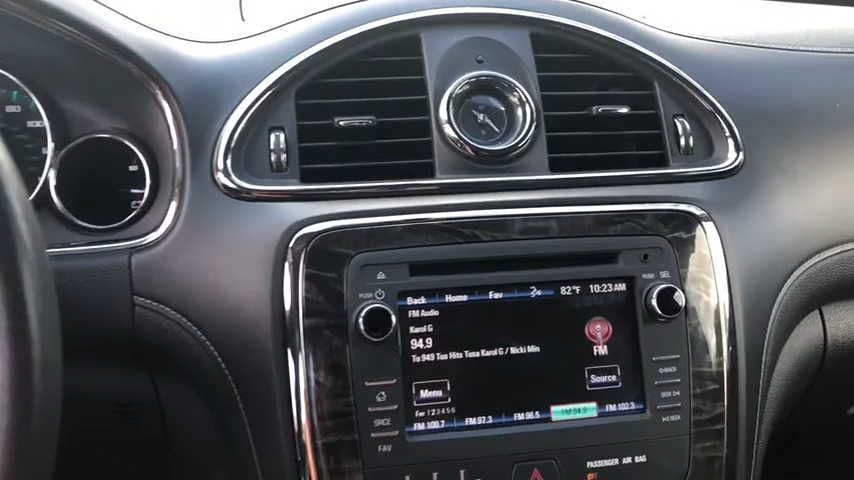 100
PUSH
SEL
PUSH
Back Home Fav 82°F 10:23 AM
FM Audio
Karol G
94.9
Tu 949 Tus Hits Tusa Karol G / Nicki Min
FM
Menu
Source
Fav 1 2 3 4 5 6
FM 100.7 FM 97.3 FM 96.5 FM 94.9 FM 102.3
SRCE
FAV
BACK
SEEK
SEEK
PASSENGER AIR BAG